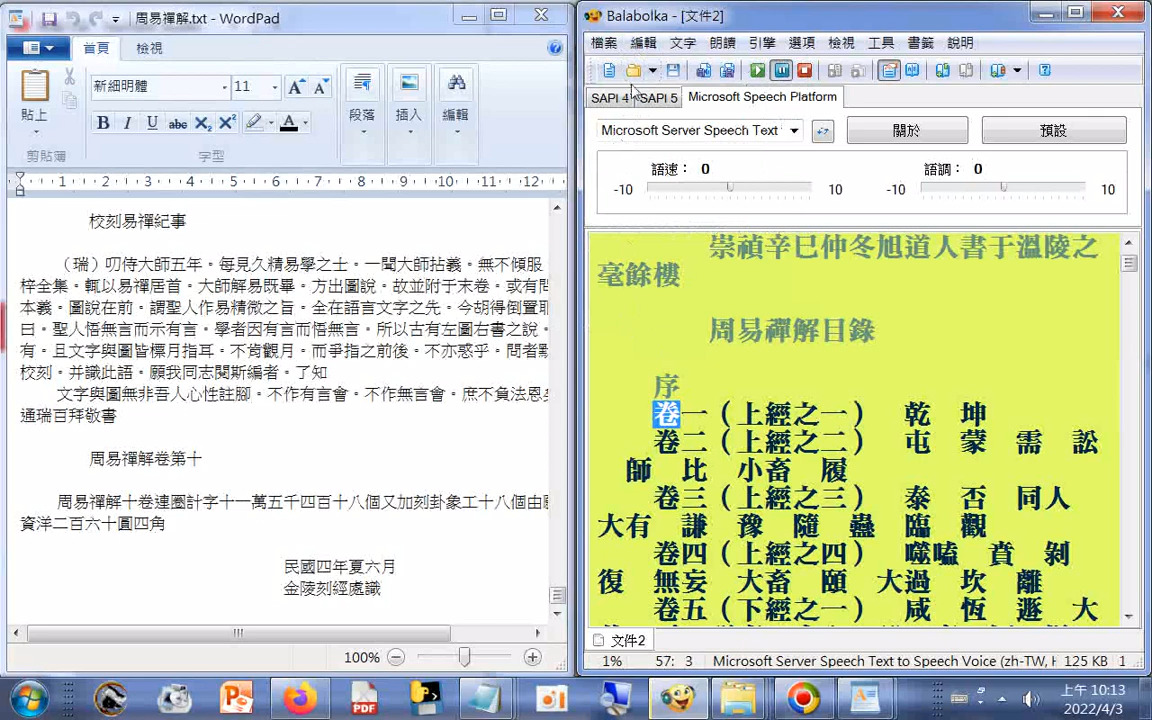 周易禪解.txt - WordPad
首頁
檢視
貼上
剪貼簿
新細明體
11
B I U abc X₂ X² A
字型
段落
插入
編輯
1 2 3 4 5 6 7 8 9 10 11 12
校刻易禪紀事
（瑞）叨侍大師五年。每見久精易學之士。一聞大師拈義。無不傾服
梓全集。輒以易禪居首。大師解易既畢。方出圖說。故並附于末卷。或有問
本義。圖說在前。謂聖人作易精微之旨。全在語言文字之先。今胡得倒置耶
曰。聖人悟無言而示有言。學者因有言而悟無言。所以古有左圖右書之說。
有。且文字與圖皆標月指耳。不肯觀月。而爭指之前後。不亦惑乎。問者默
校刻。并識此語。願我同志閱斯編者。了知
文字與圖無非吾人心性註腳。不作有言會。不作無言會。庶不負法恩矣
通瑞百拜敬書
周易禪解卷第十
周易禪解十卷連圈計字十一萬五千四百十八個又加刻卦象工十八個由
資洋二百六十圓四角
民國四年夏六月
金陵刻經處識
100%
Balabolka - [文件2]
檔案 編輯 文字 朗讀 引擎 選項 檢視 工具 書籤 說明
SAPI 4 SAPI 5 Microsoft Speech Platform
Microsoft Server Speech Text
關於
預設
語速： 0
語調： 0
-10 10 -10 10
崇禎辛巳仲冬旭道人書于溫陵之
毫餘樓
周易禪解目錄
序
卷一（上經之一） 乾 坤
卷二（上經之二） 屯 蒙 需 訟
師 比 小畜 履
卷三（上經之三） 泰 否 同人
大有 謙 豫 隨 蠱 臨 觀
卷四（上經之四） 噬嗑 賁 剝
復 無妄 大畜 頤 大過 坎 離
卷五（下經之一） 咸 恆 遯 大
文件2
1% 57: 3 Microsoft Server Speech Text to Speech Voice (zh-TW, H 125 KB 1
上午 10:13
2022/4/3